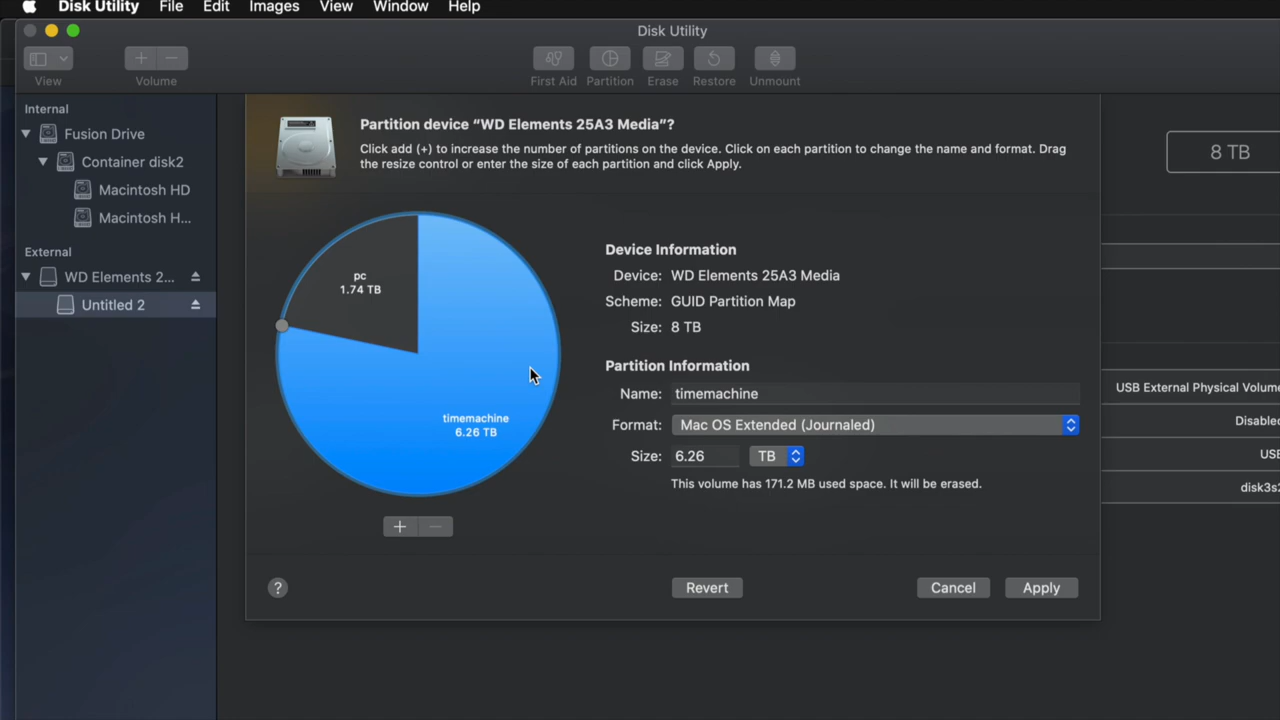 Disk Utility File Edit Images View Window Help
Disk Utility
View Volume First Aid Partition Erase Restore Unmount
Internal
Fusion Drive
Container disk2
Macintosh HD
Macintosh H...
External
WD Elements 2...
Untitled 2
Partition device “WD Elements 25A3 Media”?
Click add (+) to increase the number of partitions on the device. Click on each partition to change the name and format. Drag
the resize control or enter the size of each partition and click Apply.
pc
1.74 TB
timemachine
6.26 TB
+ −
Device Information
Device: WD Elements 25A3 Media
Scheme: GUID Partition Map
Size: 8 TB
Partition Information
Name: timemachine
Format: Mac OS Extended (Journaled)
Size: 6.26 TB
This volume has 171.2 MB used space. It will be erased.
? Revert Cancel Apply
8 TB
USB External Physical Volume
Disabled
USB
disk3s2